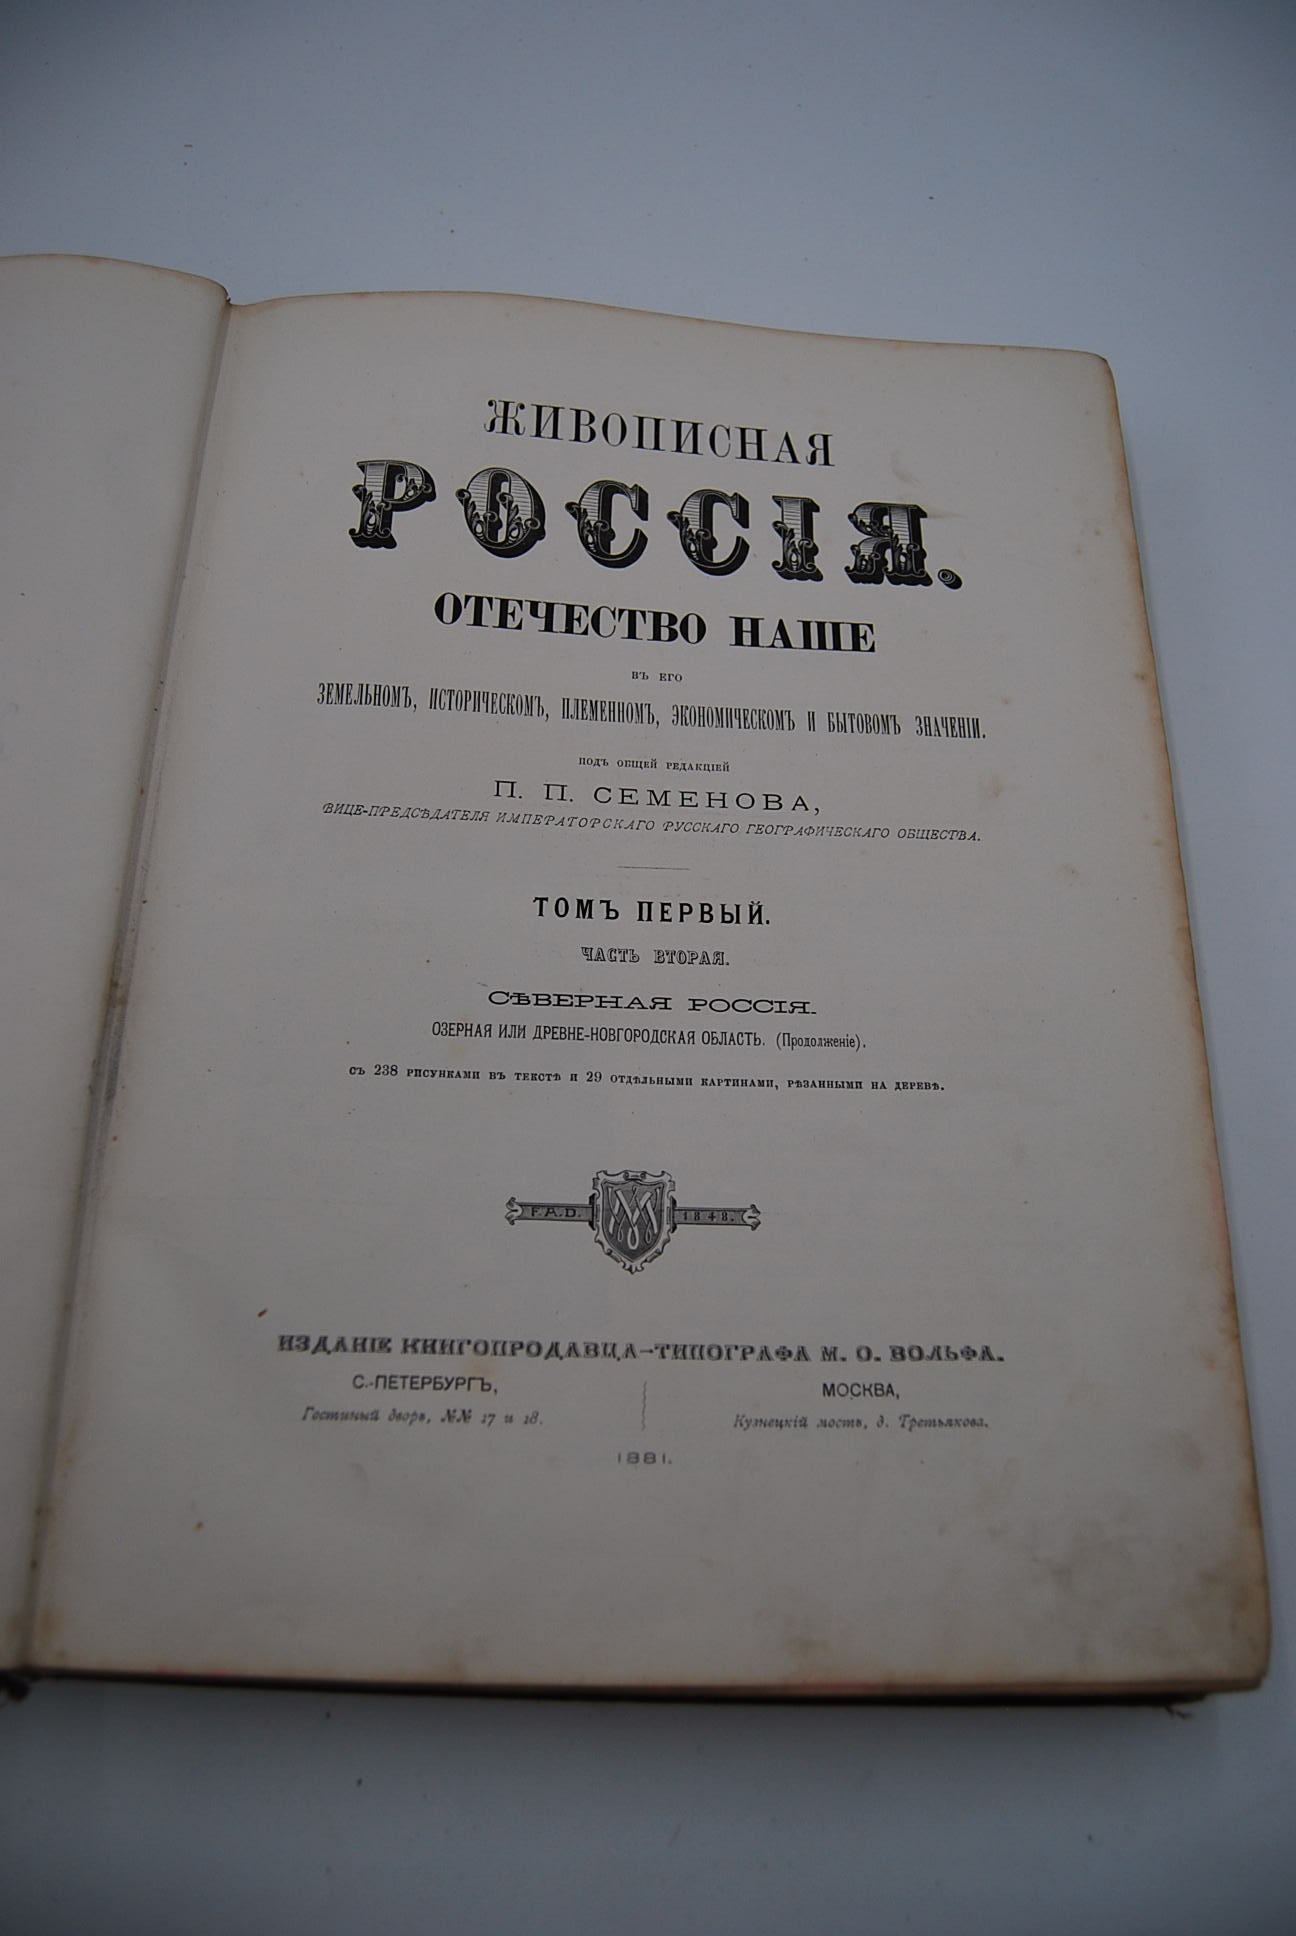 ЖИВОПИСНАЯ
РОССІЯ.
ОТЕЧЕСТВО НАШЕ
ВЪ ЕГО
ЗЕМЕЛЬНОМЪ, ИСТОРИЧЕСКОМЪ, ПЛЕМЕННОМЪ, ЭКОНОМИЧЕСКОМЪ И БЫТОВОМЪ ЗНАЧЕНІИ.
ПОДЪ ОБЩЕЙ РЕДАКЦІЕЙ
П. П. СЕМЕНОВА,
ВИЦЕ-ПРЕДСѢДАТЕЛЯ ИМПЕРАТОРСКАГО РУССКАГО ГЕОГРАФИЧЕСКАГО ОБЩЕСТВА.
ТОМЪ ПЕРВЫЙ.
ЧАСТЬ ВТОРАЯ.
СѢВЕРНАЯ РОССІЯ.
ОЗЕРНАЯ ИЛИ ДРЕВНЕ-НОВГОРОДСКАЯ ОБЛАСТЬ. (Продолженіе).
СЪ 238 РИСУНКАМИ ВЪ ТЕКСТѢ И 29 ОТДѢЛЬНЫМИ КАРТИНАМИ, РѢЗАННЫМИ НА ДЕРЕВѢ.
F.A.D. 1848.
ИЗДАНІЕ КНИГОПРОДАВЦА-ТИПОГРАФА М. О. ВОЛЬФА.
С.-ПЕТЕРБУРГЪ,
Гостиный дворъ, №№ 17 и 18.
МОСКВА,
Кузнецкій мостъ, д. Третьякова.
1881.